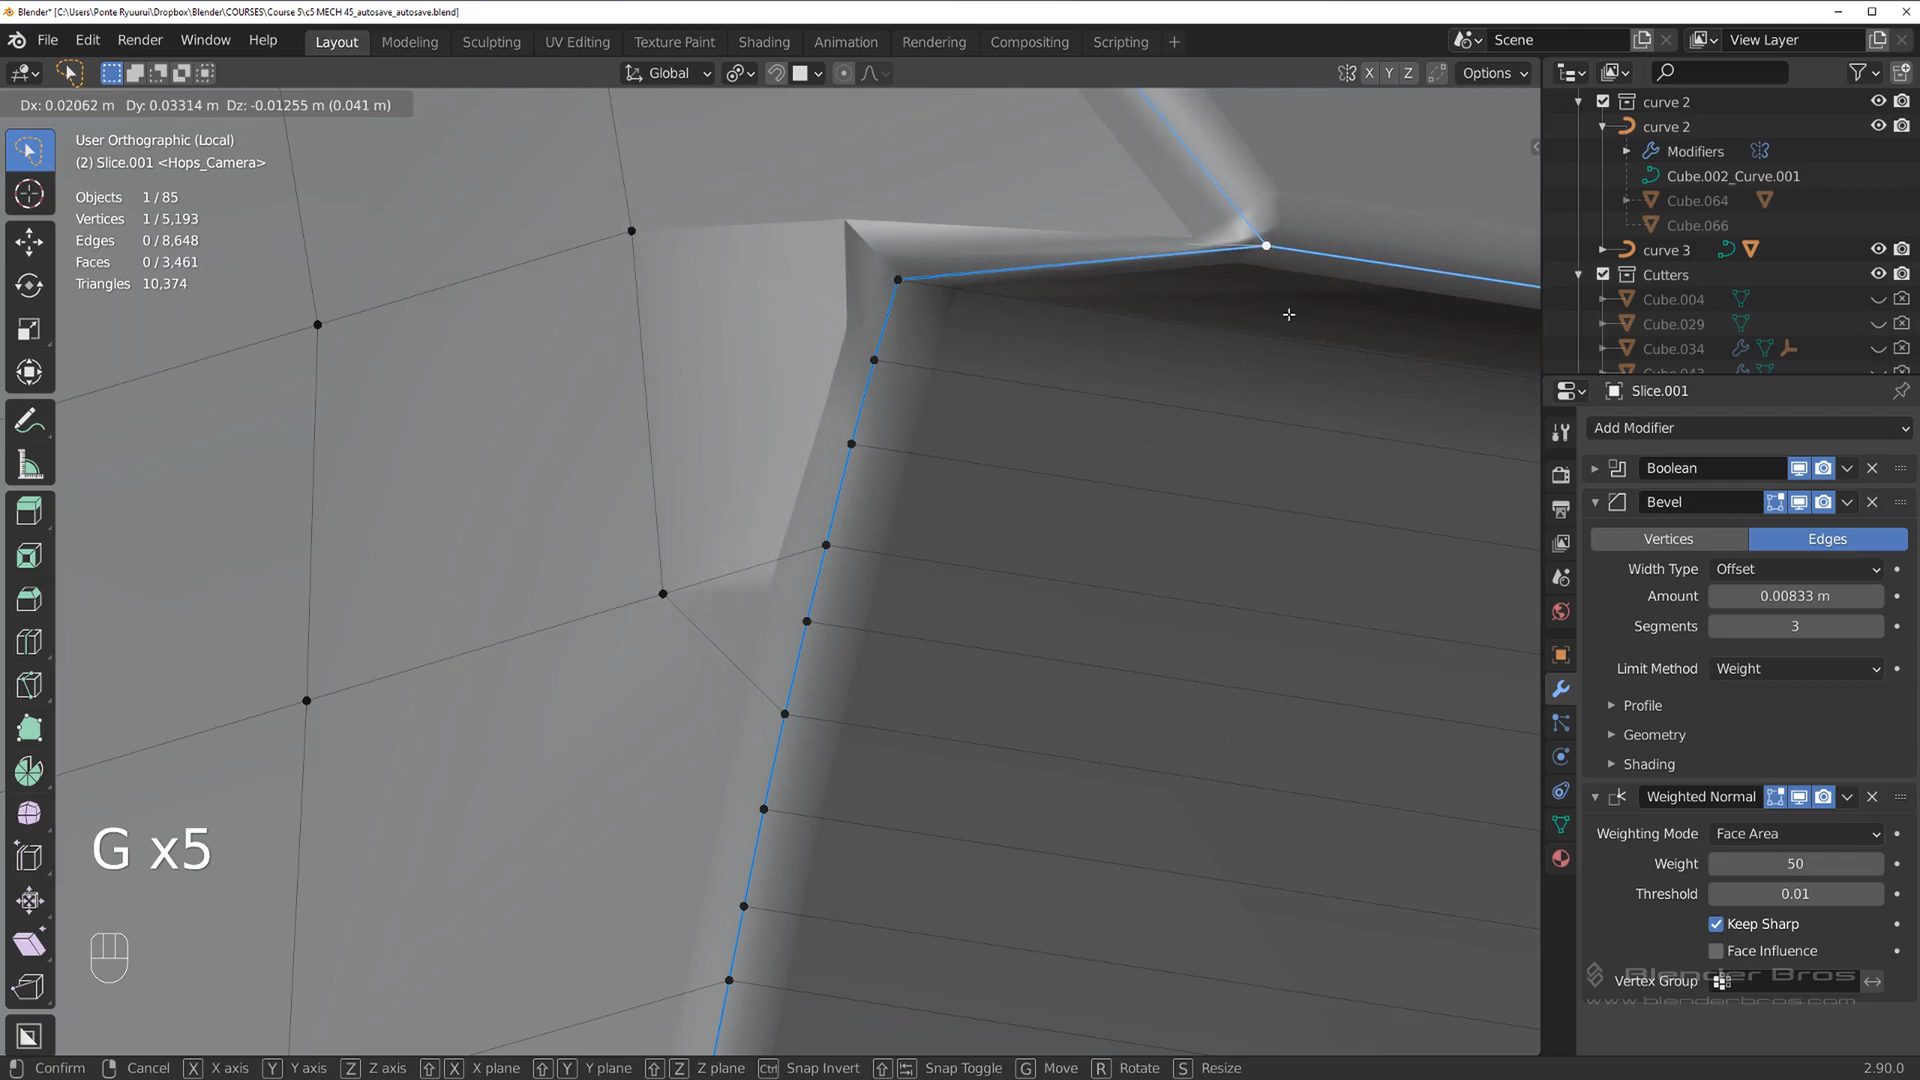 Blender* [C:\Users\Ponte Ryuurui\Dropbox\Blender\COURSES\Course 5\c5 MECH 45_autosave_autosave.blend]
File Edit Render Window Help Layout Modeling Sculpting UV Editing Texture Paint Shading Animation Rendering Compositing Scripting + Scene View Layer
Global X Y Z Options
Dx: 0.02062 m Dy: 0.03314 m Dz: -0.01255 m (0.041 m)
User Orthographic (Local)
(2) Slice.001 <Hops_Camera>
Objects 1 / 85
Vertices 1 / 5,193
Edges 0 / 8,648
Faces 0 / 3,461
Triangles 10,374
G x5
curve 2
curve 2
Modifiers
Cube.002_Curve.001
Cube.064
Cube.066
curve 3
Cutters
Cube.004
Cube.029
Cube.034
Slice.001
Add Modifier
Boolean
Bevel
Vertices Edges
Width Type Offset
Amount 0.00833 m
Segments 3
Limit Method Weight
Profile
Geometry
Shading
Weighted Normal
Weighting Mode Face Area
Weight 50
Threshold 0.01
Keep Sharp
Face Influence
Blender Bros
Vertex Group
www.blenderbros.com
Confirm Cancel X X axis Y Y axis Z Z axis X X plane Y Y plane Z Z plane Ctrl Snap Invert Snap Toggle G Move R Rotate S Resize 2.90.0